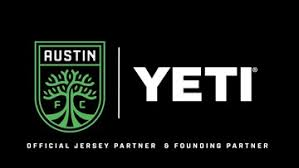 AUSTIN
FC
YETI®
OFFICIAL JERSEY PARTNER & FOUNDING PARTNER